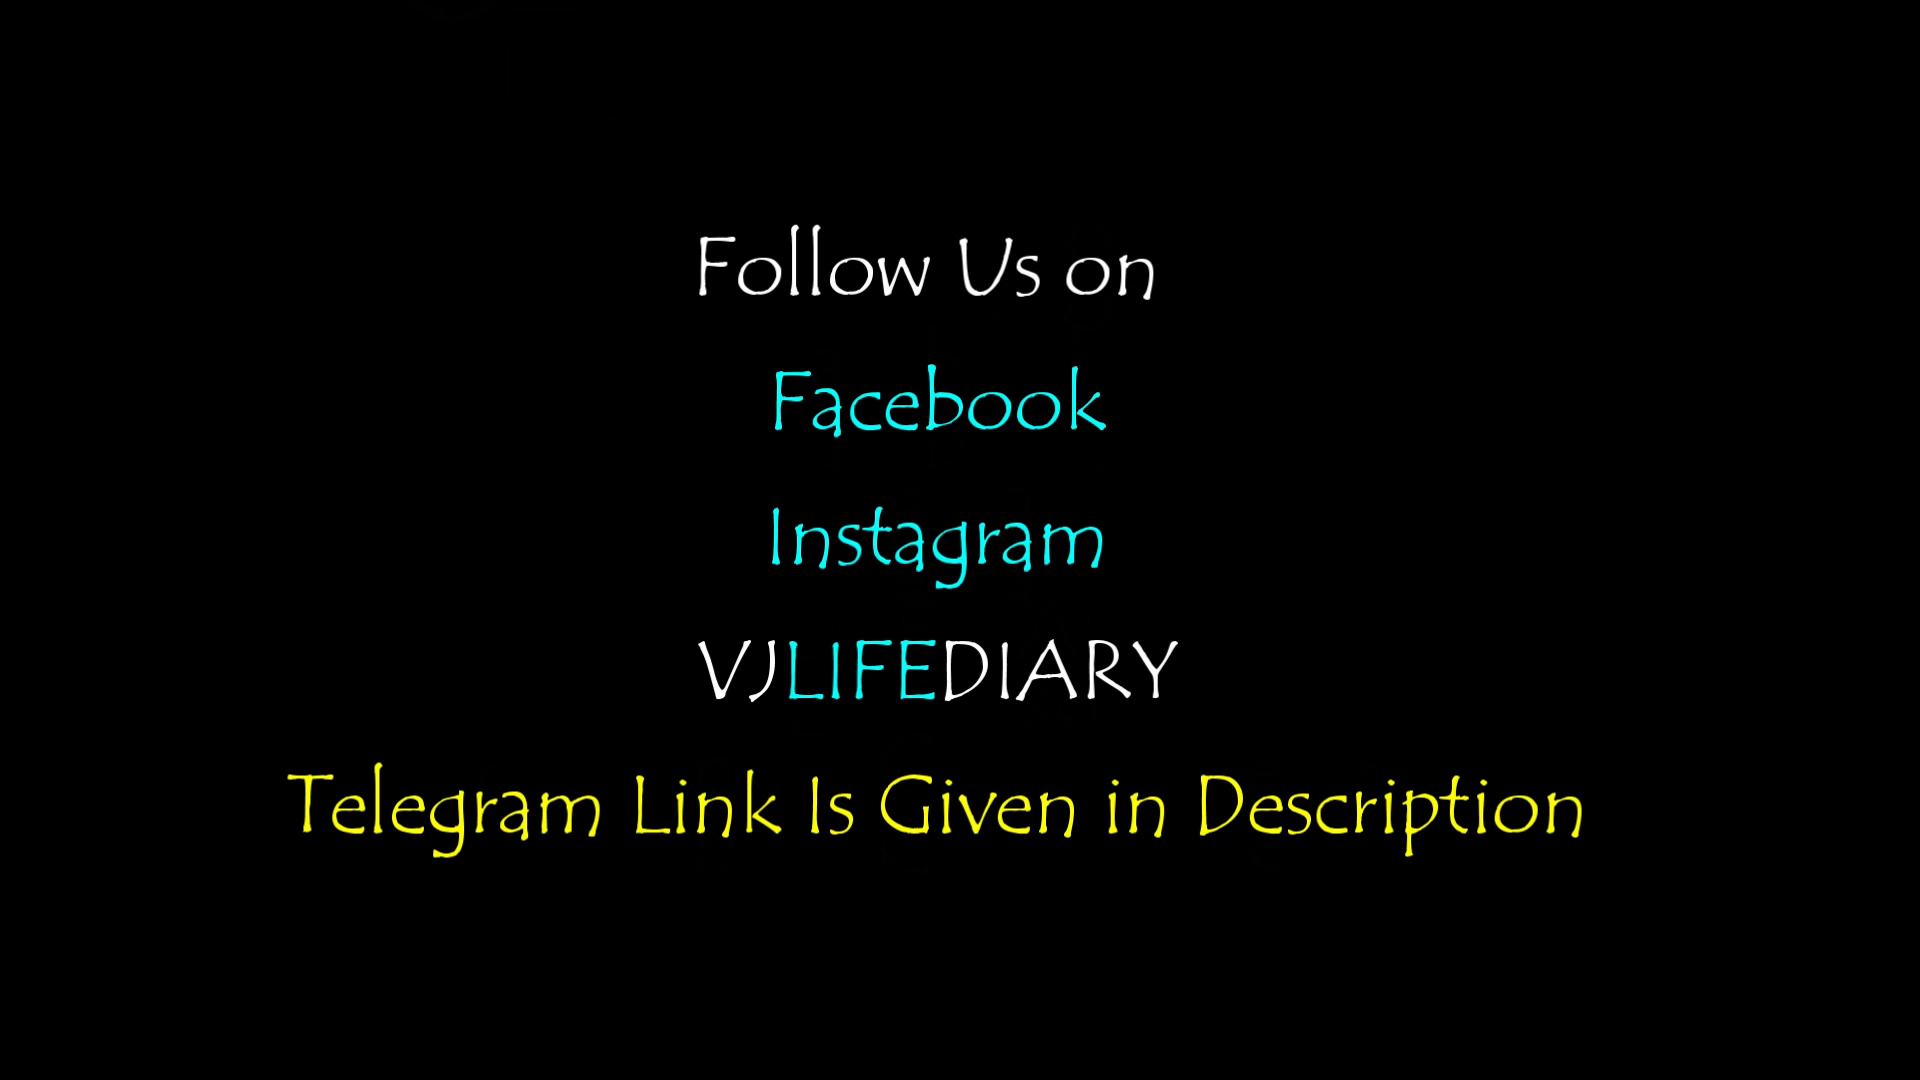 Follow Us on
Facebook
Instagram
VJLIFEDIARY
Telegram Link Is Given in Description